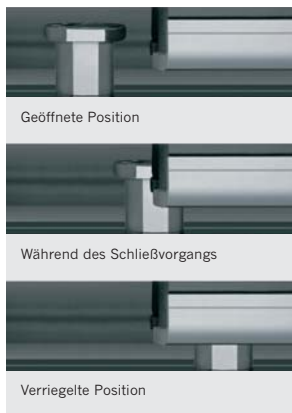 Geöffnete Position
Während des Schließvorgangs
Verriegelte Position